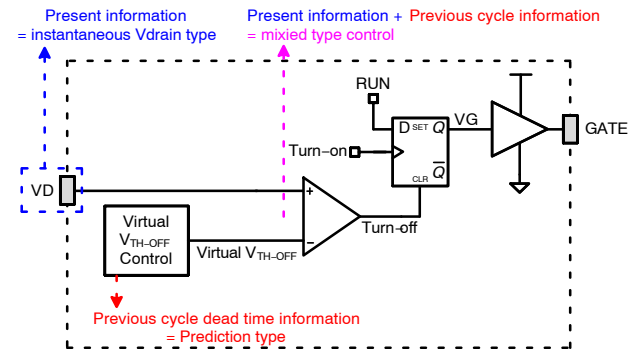 Present information
= instantaneous Vdrain type
Present information + Previous cycle information
= mixied type control
RUN
D SET Q
VG
GATE
Turn-on
Q
CLR
VD
+
Virtual
VTH-OFF
Control
Virtual VTH-OFF
−
Turn-off
Previous cycle dead time information
= Prediction type